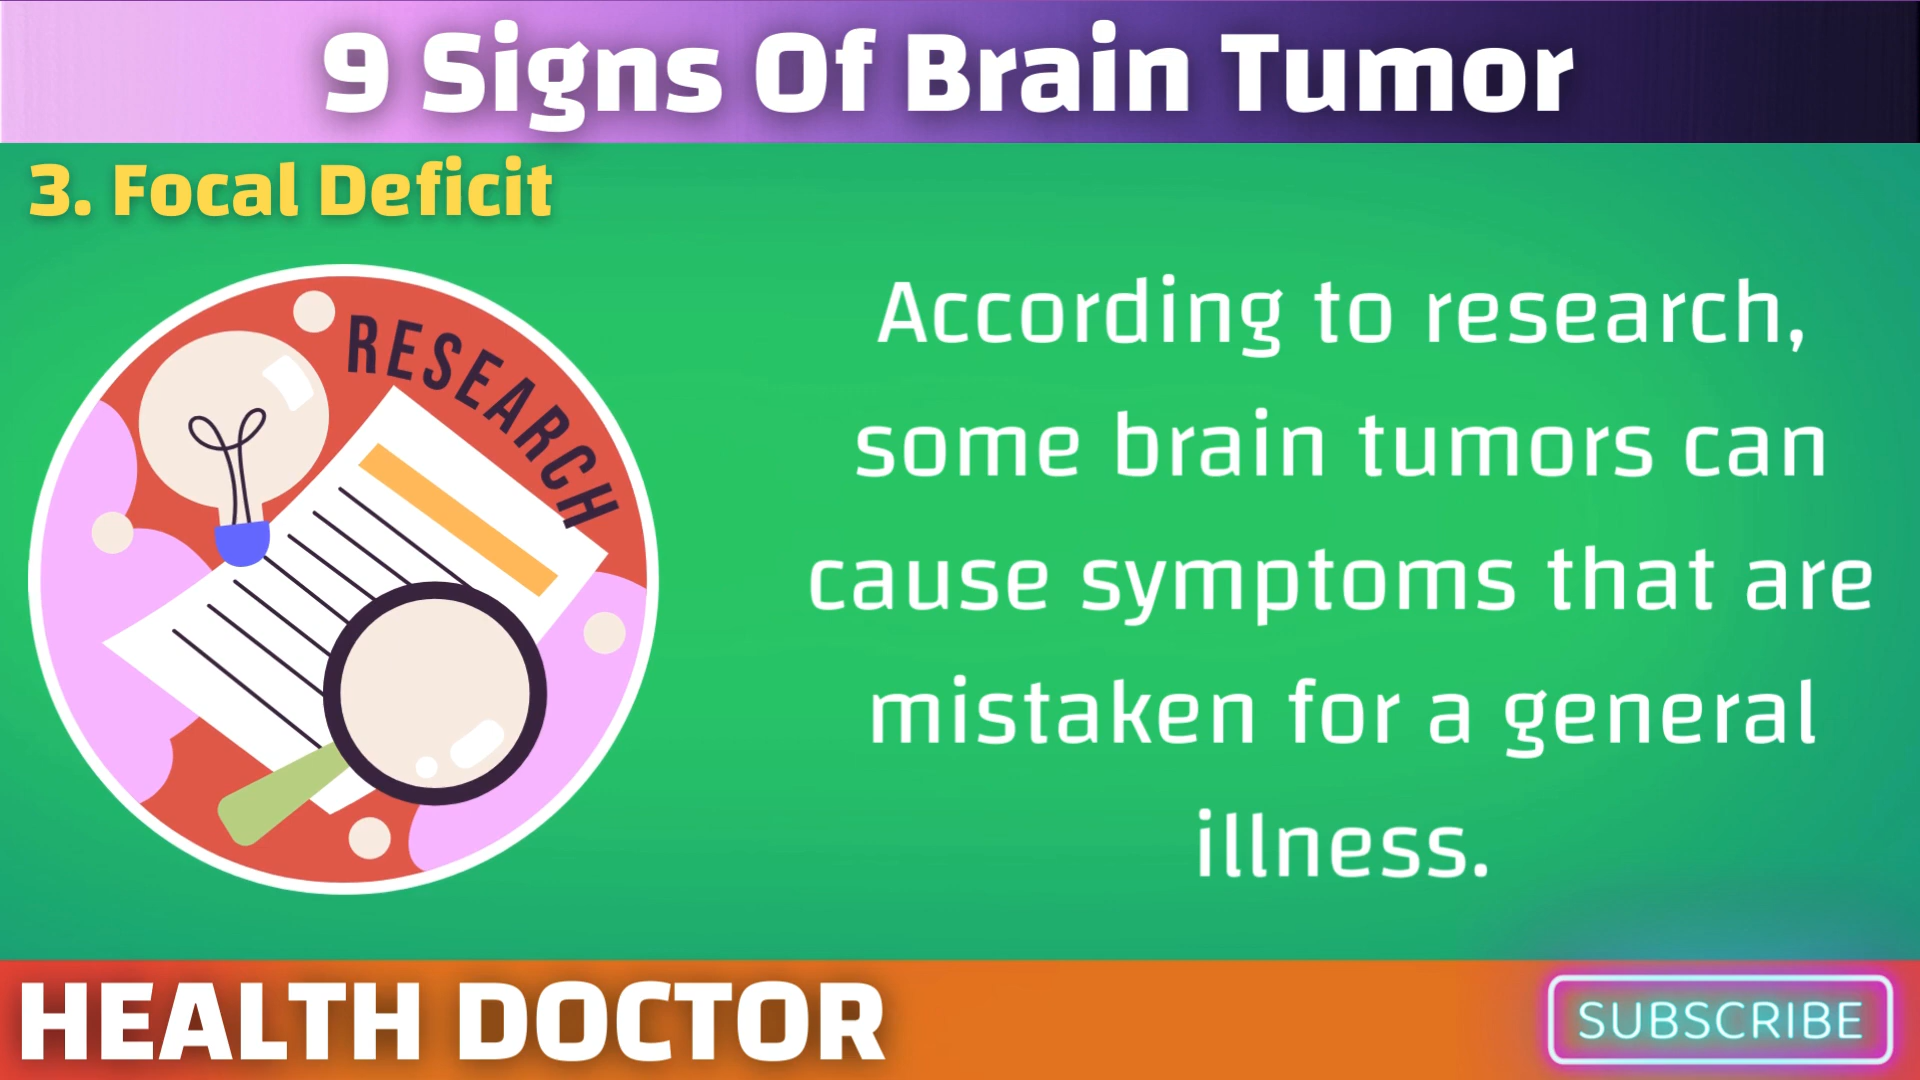 9 Signs Of Brain Tumor
3. Focal Deficit
RESEARCH
According to research,
some brain tumors can
cause symptoms that are
mistaken for a general
illness.
HEALTH DOCTOR
SUBSCRIBE